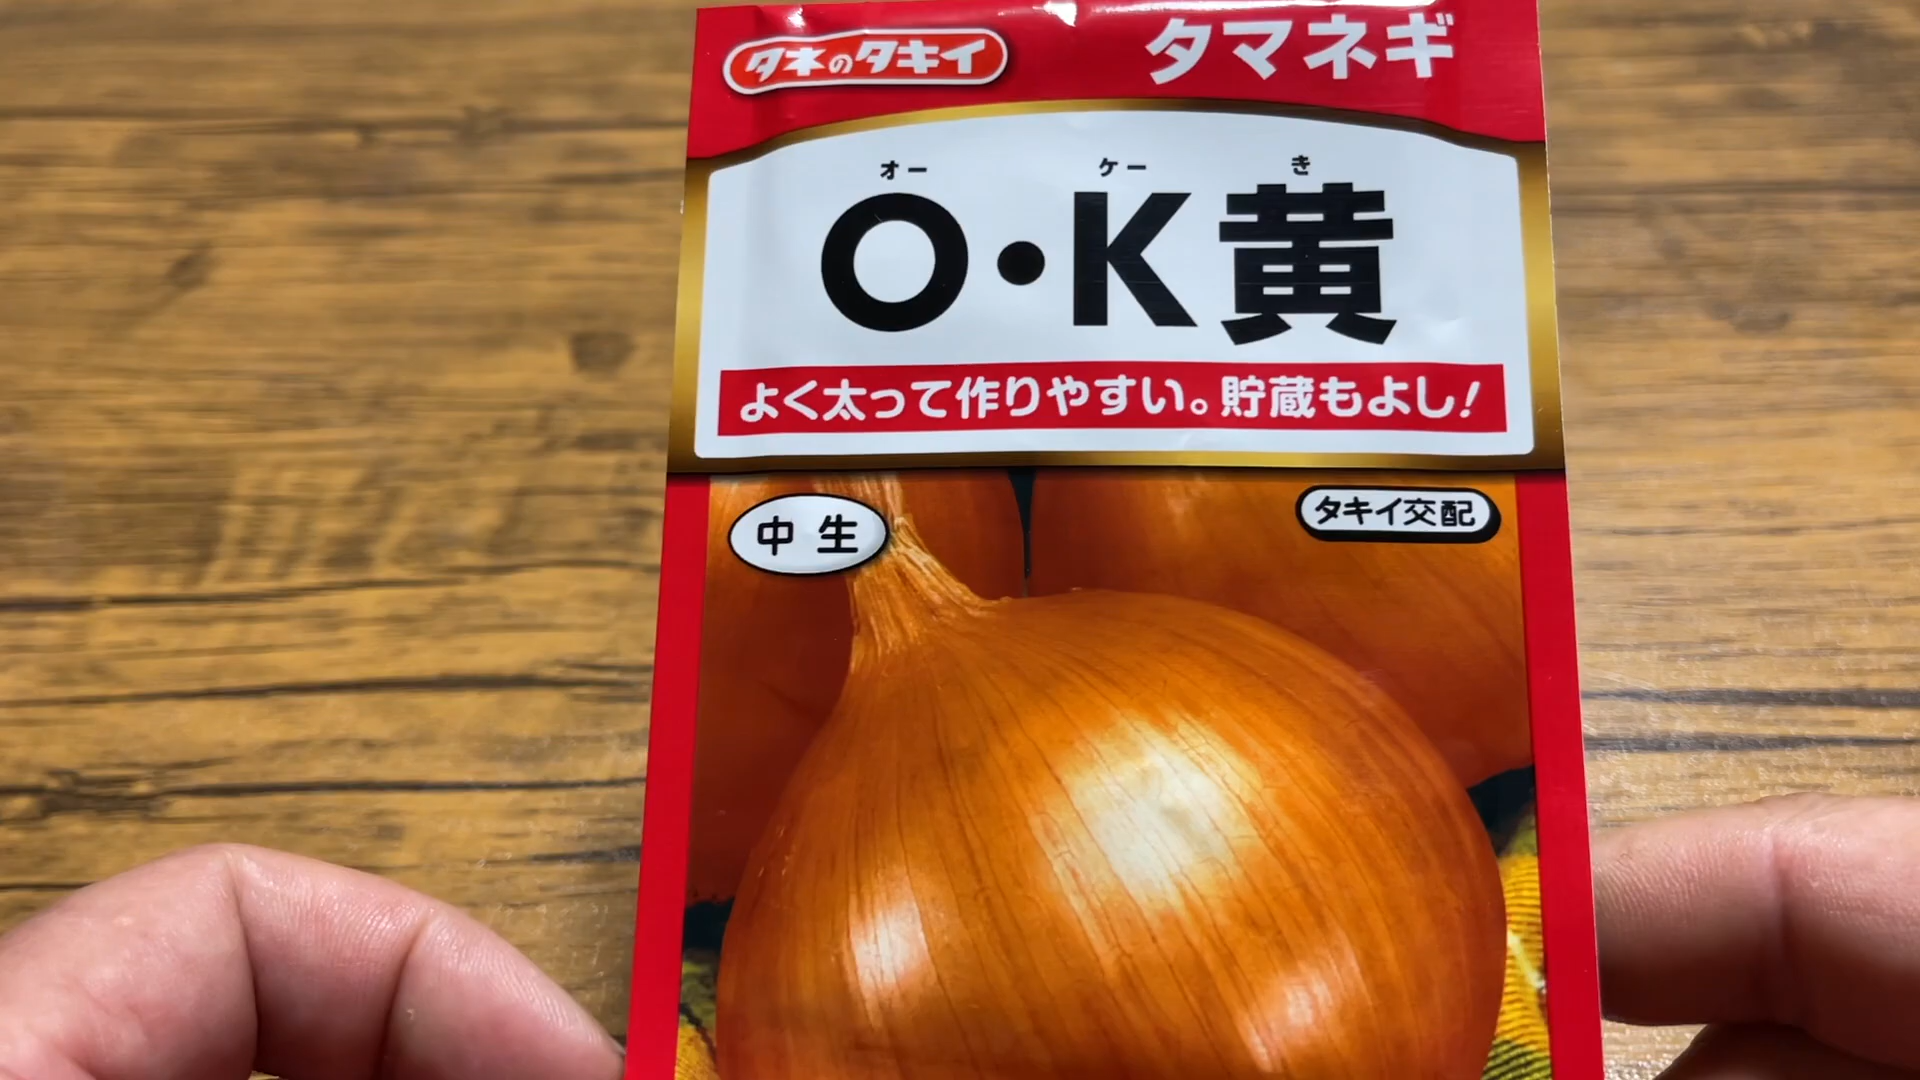 タネのタキイ
タマネギ
オー ケー き
O・K黄
よく太って作りやすい。貯蔵もよし!
中生
タキイ交配